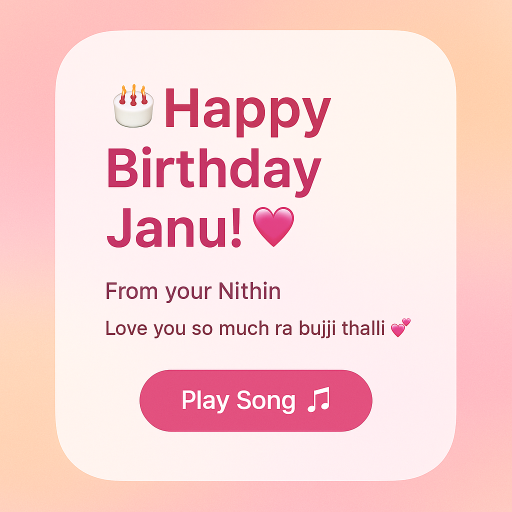 🎂Happy
Birthday
Janu!💗
From your Nithin
Love you so much ra bujji thalli 💕
Play Song 🎵